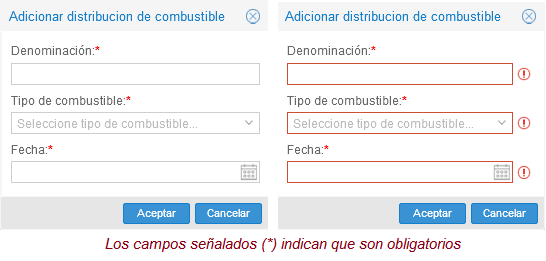 Adicionar distribucion de combustible
Denominación:*
Tipo de combustible:*
Seleccione tipo de combustible...
Fecha:*
Aceptar
Cancelar
Adicionar distribucion de combustible
Denominación:*
Tipo de combustible:*
Seleccione tipo de combustible...
Fecha:*
Aceptar
Cancelar
Los campos señalados (*) indican que son obligatorios